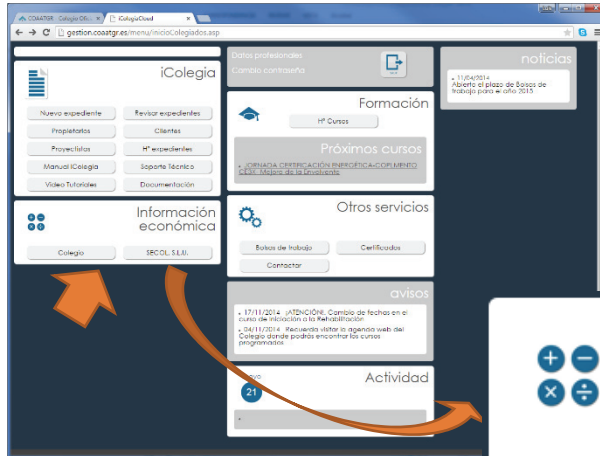 COAATGR
iColegiaCloud
gestion.coaatgr.es/menu/inicioColegiados.asp
iColegia
Nuevo expediente
Revisar expedientes
Propietarios
Clientes
Proyectistas
Hº expedientes
Manual iColegia
Soporte Técnico
Video Tutoriales
Documentación
Información
económica
Colegio
SECOL, S.L.U.
Datos profesionales
Cambio contraseña
Formación
Hº Cursos
Próximos cursos
JORNADA CERTIFICACIÓN ENERGÉTICA-COPLMENTO
CE3X Mejora de la Envolvente
Otros servicios
Bolsas de trabajo
Certificados
Contactar
avisos
17/11/2014 ¡ATENCIÓN!, Cambio de fechas en el
curso de Iniciación a la Rehabilitación
04/11/2014 Recuerda visitar la agenda web del
Colegio donde podrás encontrar los cursos
programados
Actividad
21
noticias
11/04/2014
Abierto el plazo de Bolsas de
trabajo para el año 2015